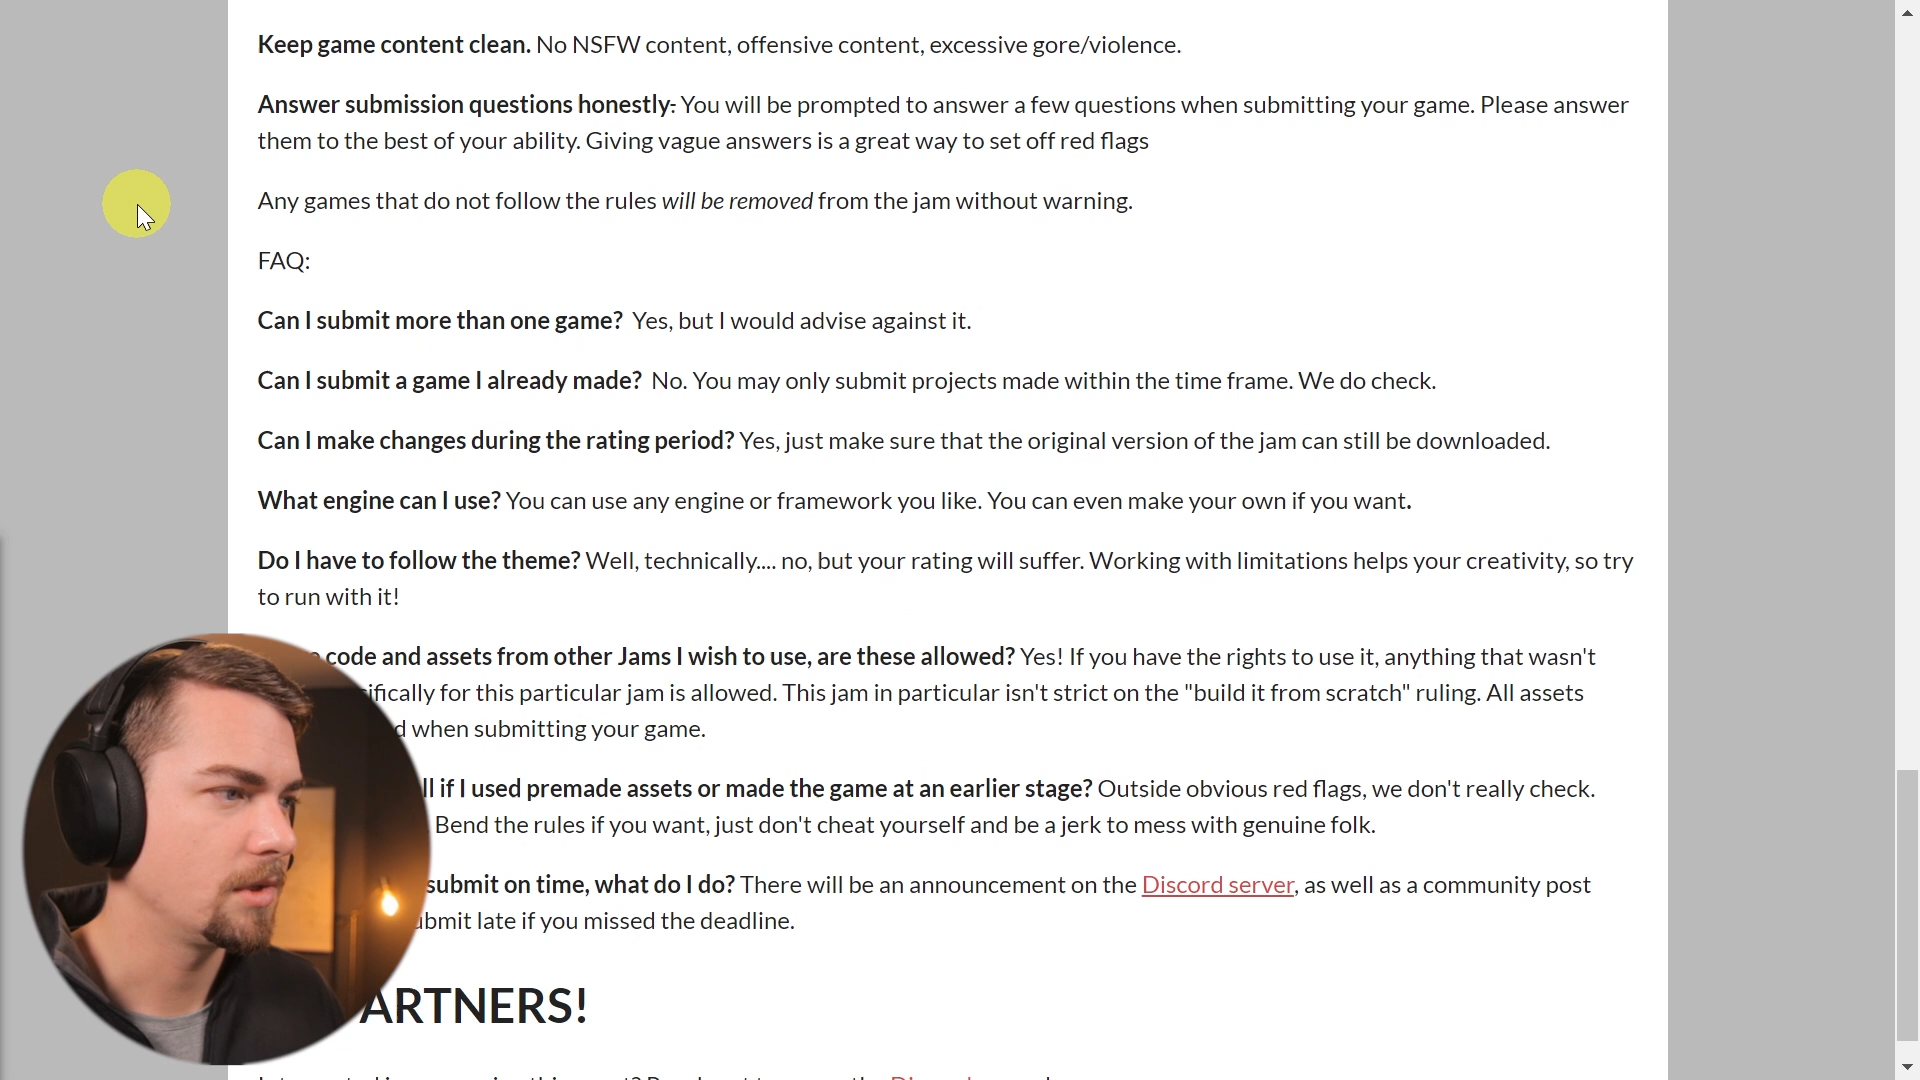 Keep game content clean. No NSFW content, offensive content, excessive gore/violence.
Answer submission questions honestly: You will be prompted to answer a few questions when submitting your game. Please answer
them to the best of your ability. Giving vague answers is a great way to set off red flags
Any games that do not follow the rules will be removed from the jam without warning.
FAQ:
Can I submit more than one game? Yes, but I would advise against it.
Can I submit a game I already made? No. You may only submit projects made within the time frame. We do check.
Can I make changes during the rating period? Yes, just make sure that the original version of the jam can still be downloaded.
What engine can I use? You can use any engine or framework you like. You can even make your own if you want.
Do I have to follow the theme? Well, technically.... no, but your rating will suffer. Working with limitations helps your creativity, so try
to run with it!
code and assets from other Jams I wish to use, are these allowed? Yes! If you have the rights to use it, anything that wasn't
for this particular jam is allowed. This jam in particular isn't strict on the "build it from scratch" ruling. All assets
when submitting your game.
if I used premade assets or made the game at an earlier stage? Outside obvious red flags, we don't really check.
Bend the rules if you want, just don't cheat yourself and be a jerk to mess with genuine folk.
submit on time, what do I do? There will be an announcement on the Discord server, as well as a community post
late if you missed the deadline.
ARTNERS!